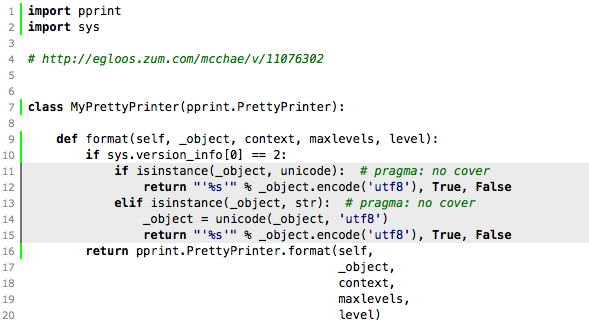 1 import pprint
2 import sys
3
4 # http://egloos.zum.com/mcchae/v/11076302
5
6
7 class MyPrettyPrinter(pprint.PrettyPrinter):
8
9     def format(self, _object, context, maxlevels, level):
10         if sys.version_info[0] == 2:
11             if isinstance(_object, unicode):  # pragma: no cover
12                 return "'%s'" % _object.encode('utf8'), True, False
13             elif isinstance(_object, str):  # pragma: no cover
14                 _object = unicode(_object, 'utf8')
15                 return "'%s'" % _object.encode('utf8'), True, False
16         return pprint.PrettyPrinter.format(self,
17                                            _object,
18                                            context,
19                                            maxlevels,
20                                            level)